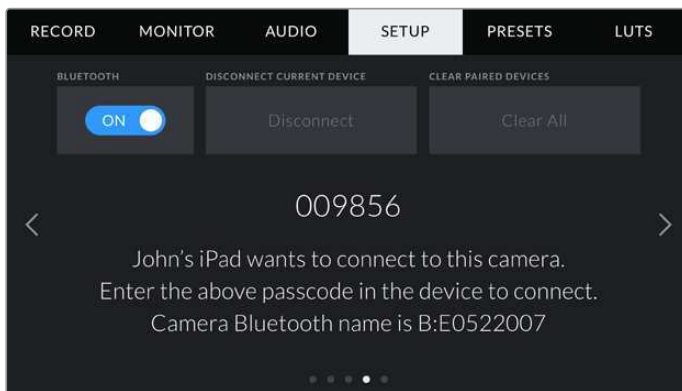 RECORD MONITOR AUDIO SETUP PRESETS LUTS
BLUETOOTH DISCONNECT CURRENT DEVICE CLEAR PAIRED DEVICES
ON Disconnect Clear All
009856
John's iPad wants to connect to this camera.
Enter the above passcode in the device to connect.
Camera Bluetooth name is B:E0522007